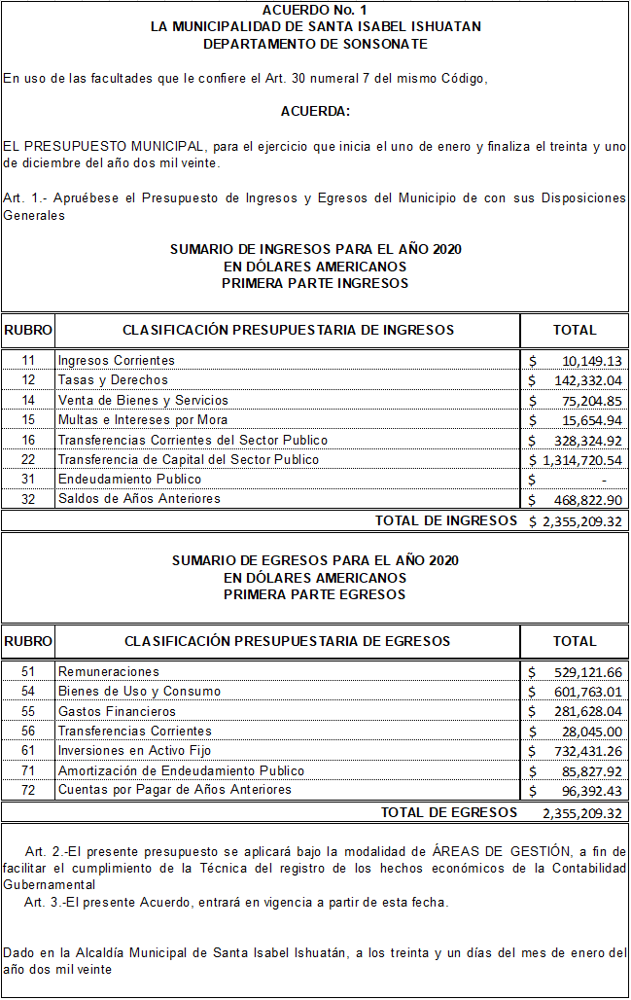 ACUERDO No. 1
LA MUNICIPALIDAD DE SANTA ISABEL ISHUATAN
DEPARTAMENTO DE SONSONATE
En uso de las facultades que le confiere el Art. 30 numeral 7 del mismo Código,
ACUERDA:
EL PRESUPUESTO MUNICIPAL, para el ejercicio que inicia el uno de enero y finaliza el treinta y uno
de diciembre del año dos mil veinte.
Art. 1.- Apruébese el Presupuesto de Ingresos y Egresos del Municipio de con sus Disposiciones
Generales
SUMARIO DE INGRESOS PARA EL AÑO 2020
EN DÓLARES AMERICANOS
PRIMERA PARTE INGRESOS
RUBRO CLASIFICACIÓN PRESUPUESTARIA DE INGRESOS TOTAL
11 Ingresos Corrientes $ 10,149.13
12 Tasas y Derechos $ 142,332.04
14 Venta de Bienes y Servicios $ 75,204.85
15 Multas e Intereses por Mora $ 15,654.94
16 Transferencias Corrientes del Sector Publico $ 328,324.92
22 Transferencia de Capital del Sector Publico $ 1,314,720.54
31 Endeudamiento Publico $ -
32 Saldos de Años Anteriores $ 468,822.90
TOTAL DE INGRESOS $ 2,355,209.32
SUMARIO DE EGRESOS PARA EL AÑO 2020
EN DÓLARES AMERICANOS
PRIMERA PARTE EGRESOS
RUBRO CLASIFICACIÓN PRESUPUESTARIA DE EGRESOS TOTAL
51 Remuneraciones $ 529,121.66
54 Bienes de Uso y Consumo $ 601,763.01
55 Gastos Financieros $ 281,628.04
56 Transferencias Corrientes $ 28,045.00
61 Inversiones en Activo Fijo $ 732,431.26
71 Amortización de Endeudamiento Publico $ 85,827.92
72 Cuentas por Pagar de Años Anteriores $ 96,392.43
TOTAL DE EGRESOS 2,355,209.32
Art. 2.-El presente presupuesto se aplicará bajo la modalidad de ÁREAS DE GESTIÓN, a fin de
facilitar el cumplimiento de la Técnica del registro de los hechos económicos de la Contabilidad
Gubernamental
Art. 3.-El presente Acuerdo, entrará en vigencia a partir de esta fecha.
Dado en la Alcaldía Municipal de Santa Isabel Ishuatán, a los treinta y un días del mes de enero del
año dos mil veinte